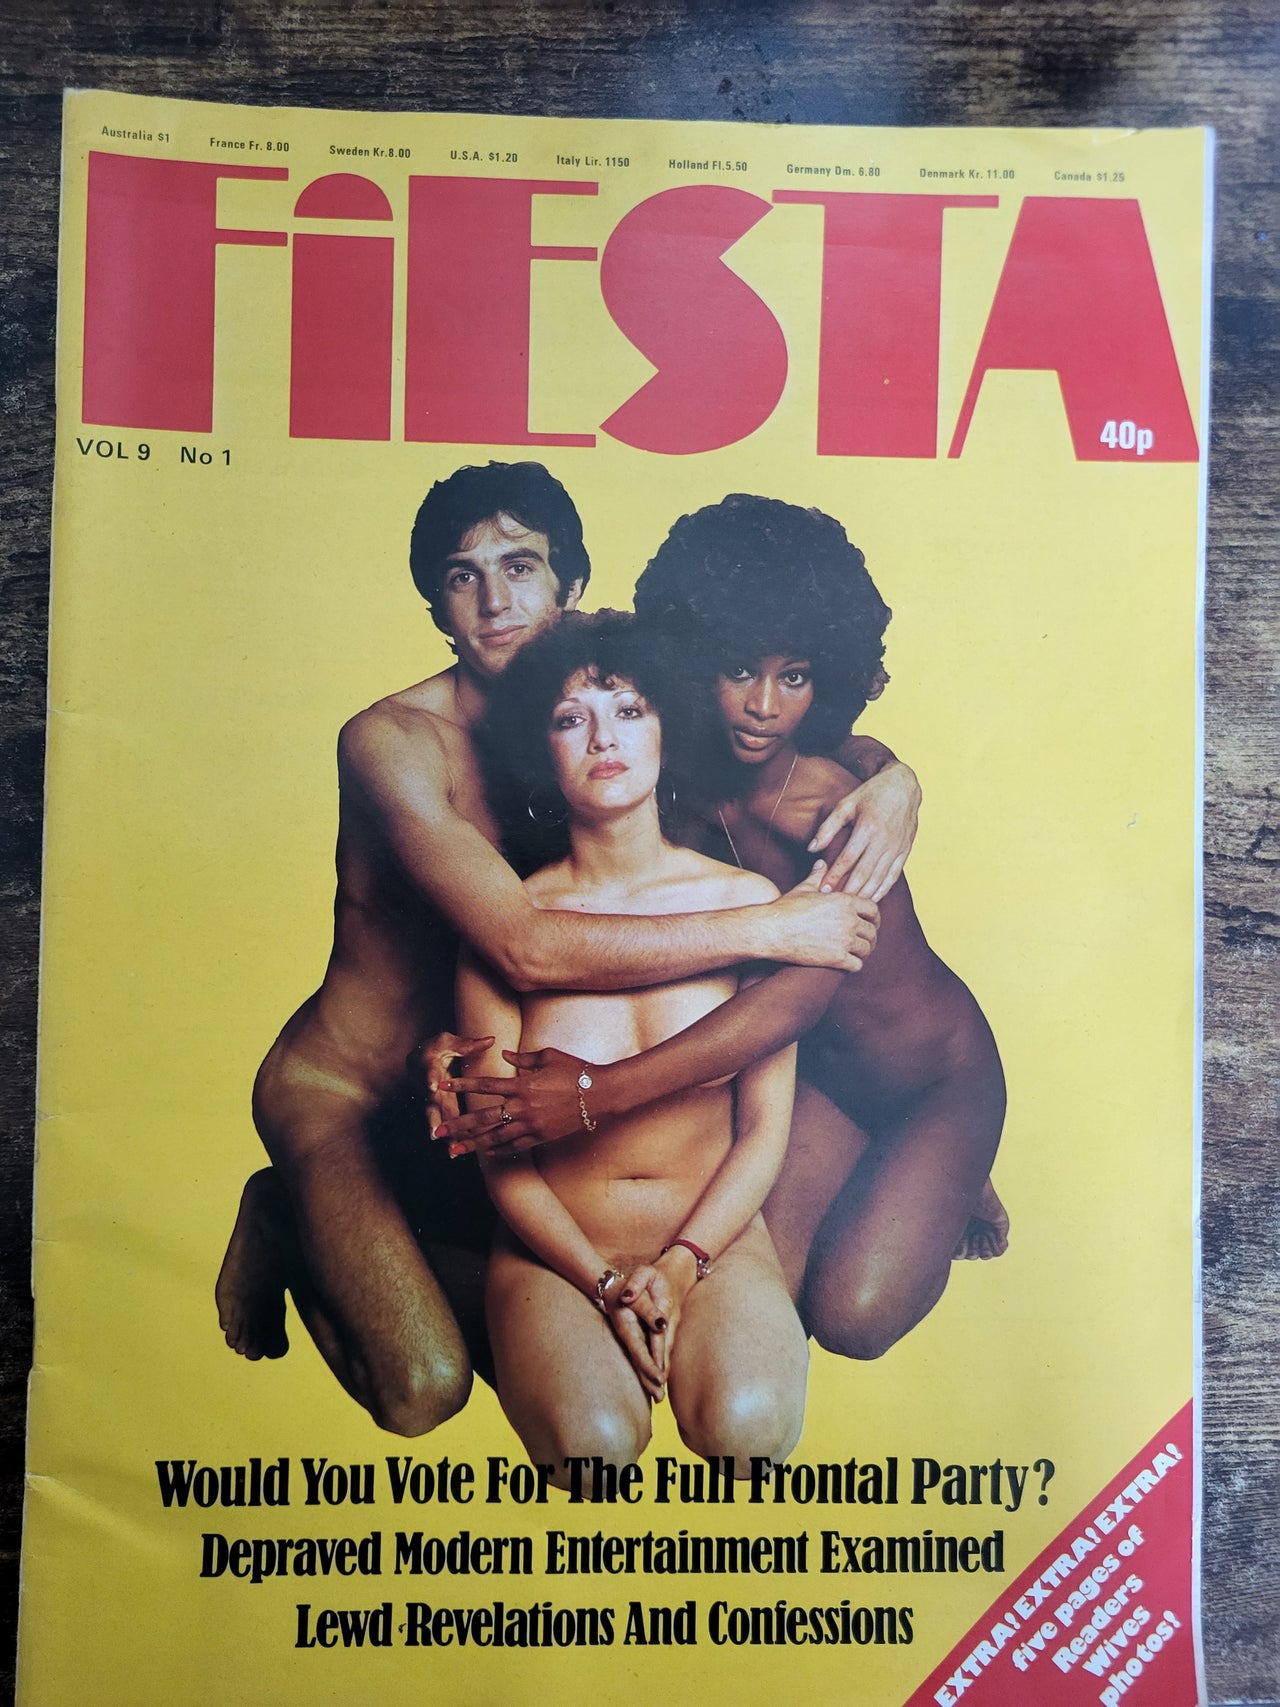 Australia $1 France Fr. 8.00 Sweden Kr.8.00 U.S.A. $1.20 Italy Lir. 1150 Holland Fl.5.50 Germany Dm. 6.80 Denmark Kr. 11.00 Canada $1.25
FiESTA
40p
VOL 9 No 1
Would You Vote For The Full Frontal Party?
Depraved Modern Entertainment Examined
Lewd Revelations And Confessions
EXTRA! EXTRA! EXTRA!
five pages of
Readers
Wives
photos!